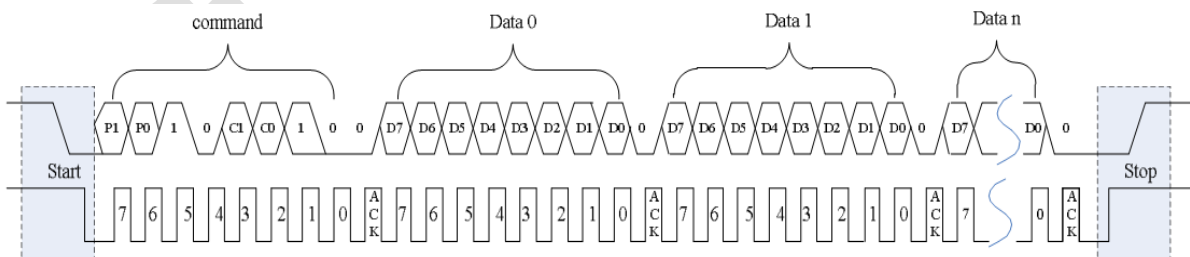 command Data 0 Data 1 Data n
Start P1 P0 1 0 C1 C0 1 0 0 D7 D6 D5 D4 D3 D2 D1 D0 0 D7 D6 D5 D4 D3 D2 D1 D0 0 D7 D0 0 Stop
7 6 5 4 3 2 1 0 ACK 7 6 5 4 3 2 1 0 ACK 7 6 5 4 3 2 1 0 ACK 7 0 ACK